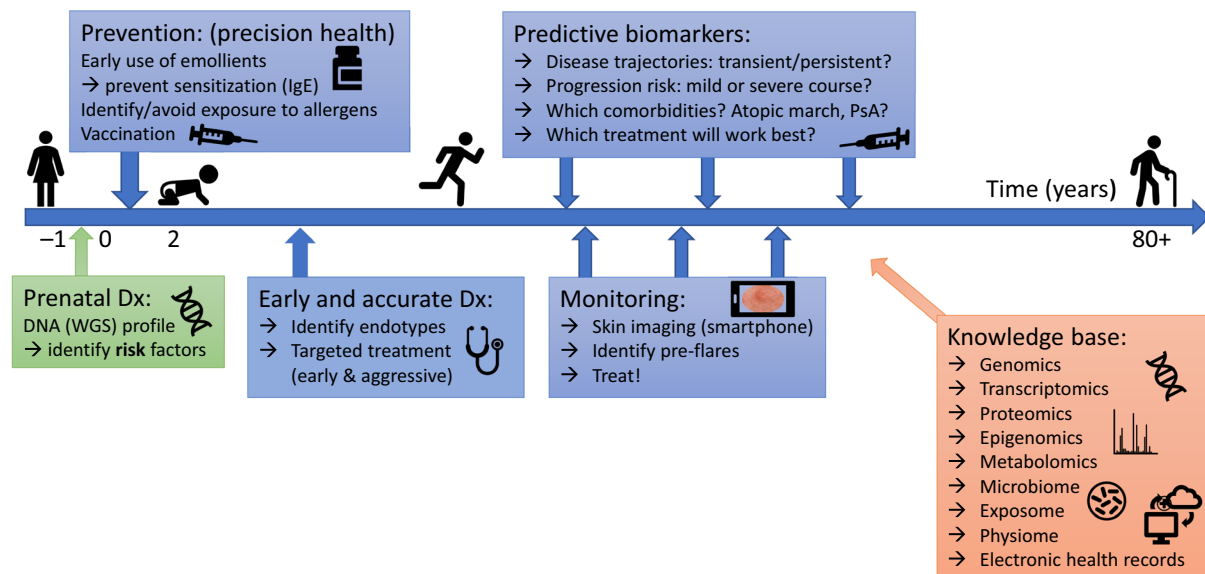 Prevention: (precision health)
Early use of emollients
→ prevent sensitization (IgE)
Identify/avoid exposure to allergens
Vaccination
Predictive biomarkers:
→ Disease trajectories: transient/persistent?
→ Progression risk: mild or severe course?
→ Which comorbidities? Atopic march, PsA?
→ Which treatment will work best?
Time (years)
–1 0 2 80+
Prenatal Dx:
DNA (WGS) profile
→ identify risk factors
Early and accurate Dx:
→ Identify endotypes
→ Targeted treatment
(early & aggressive)
Monitoring:
→ Skin imaging (smartphone)
→ Identify pre-flares
→ Treat!
Knowledge base:
→ Genomics
→ Transcriptomics
→ Proteomics
→ Epigenomics
→ Metabolomics
→ Microbiome
→ Exposome
→ Physiome
→ Electronic health records